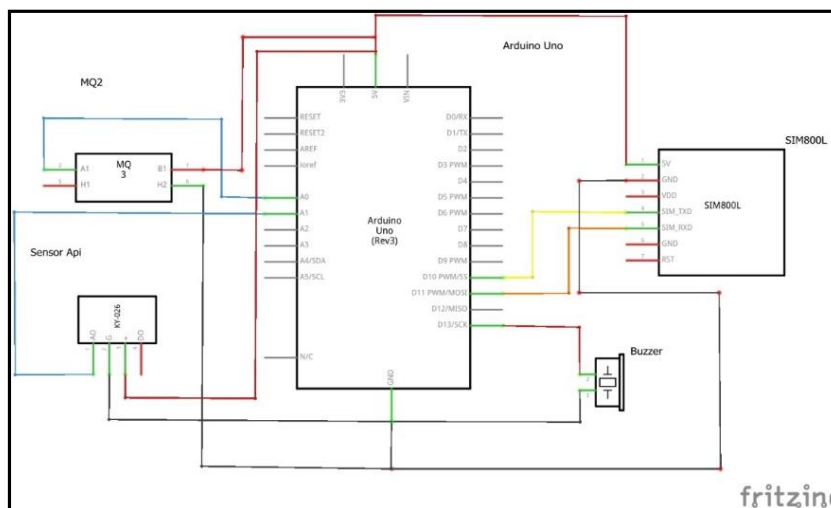 Arduino Uno
MQ2
3V3
5V
VIN
RESET
RESET2
AREF
ioref
A0
A1
A2
A3
A4/SDA
A5/SCL
N/C
D0/RX
D1/TX
D2
D3 PWM
D4
D5 PWM
D6 PWM
D7
D8
D9 PWM
D10 PWM/SS
D11 PWM/MOSI
D12/MISO
D13/SCK
GND
Arduino
Uno
(Rev3)
MQ
3
A1
H1
B1
H2
Sensor Api
KY-026
AO
G
+
DO
SIM800L
SIM800L
5V
GND
VDD
SIM_TXD
SIM_RXD
GND
RST
Buzzer
fritzing